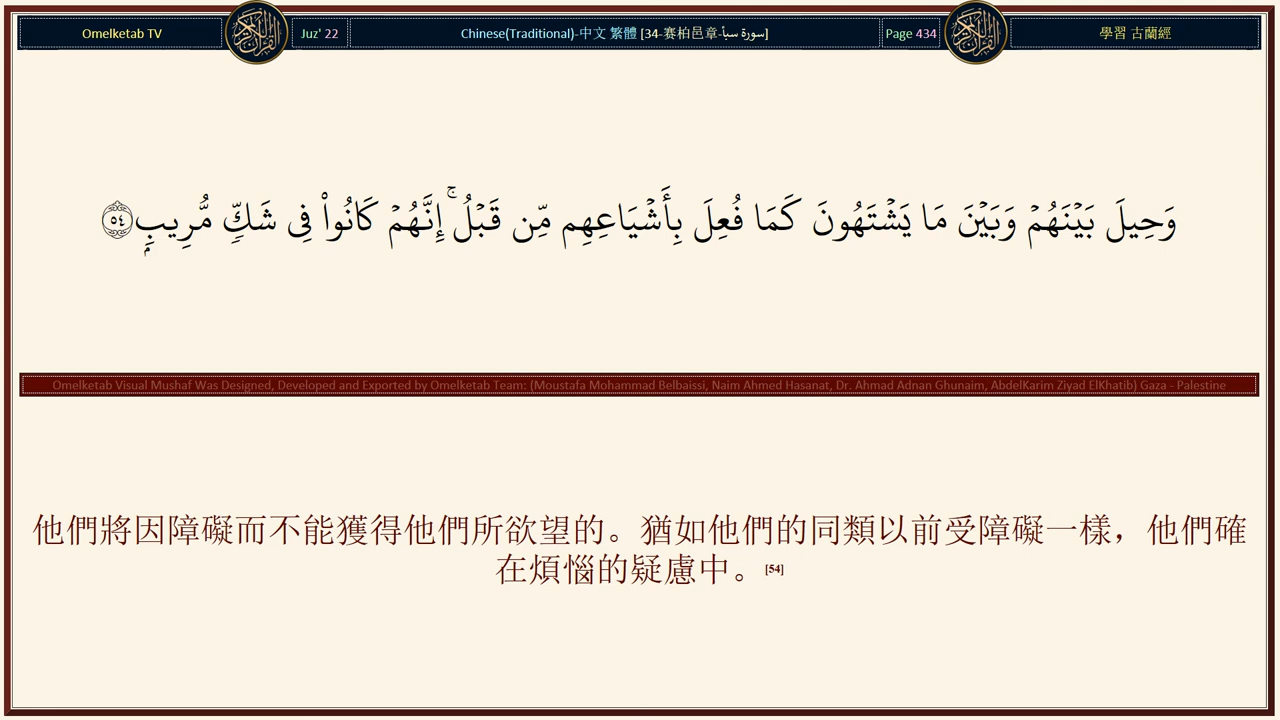 Omelketab TV
Juz' 22
Chinese(Traditional)-中文 繁體 [34-赛柏邑章-سورة سبأ]
Page 434
學習 古蘭經
وَحِيلَ بَيْنَهُمْ وَبَيْنَ مَا يَشْتَهُونَ كَمَا فُعِلَ بِأَشْيَاعِهِم مِّن قَبْلُ ۚ إِنَّهُمْ كَانُوا۟ فِى شَكٍّ مُّرِيبٍۭ ٥٤
Omelketab Visual Mushaf Was Designed, Developed and Exported by Omelketab Team: (Moustafa Mohammad Belbaissi, Naim Ahmed Hasanat, Dr. Ahmad Adnan Ghunaim, AbdelKarim Ziyad ElKhatib) Gaza - Palestine
他們將因障礙而不能獲得他們所欲望的。猶如他們的同類以前受障礙一樣，他們確
在煩惱的疑慮中。[54]